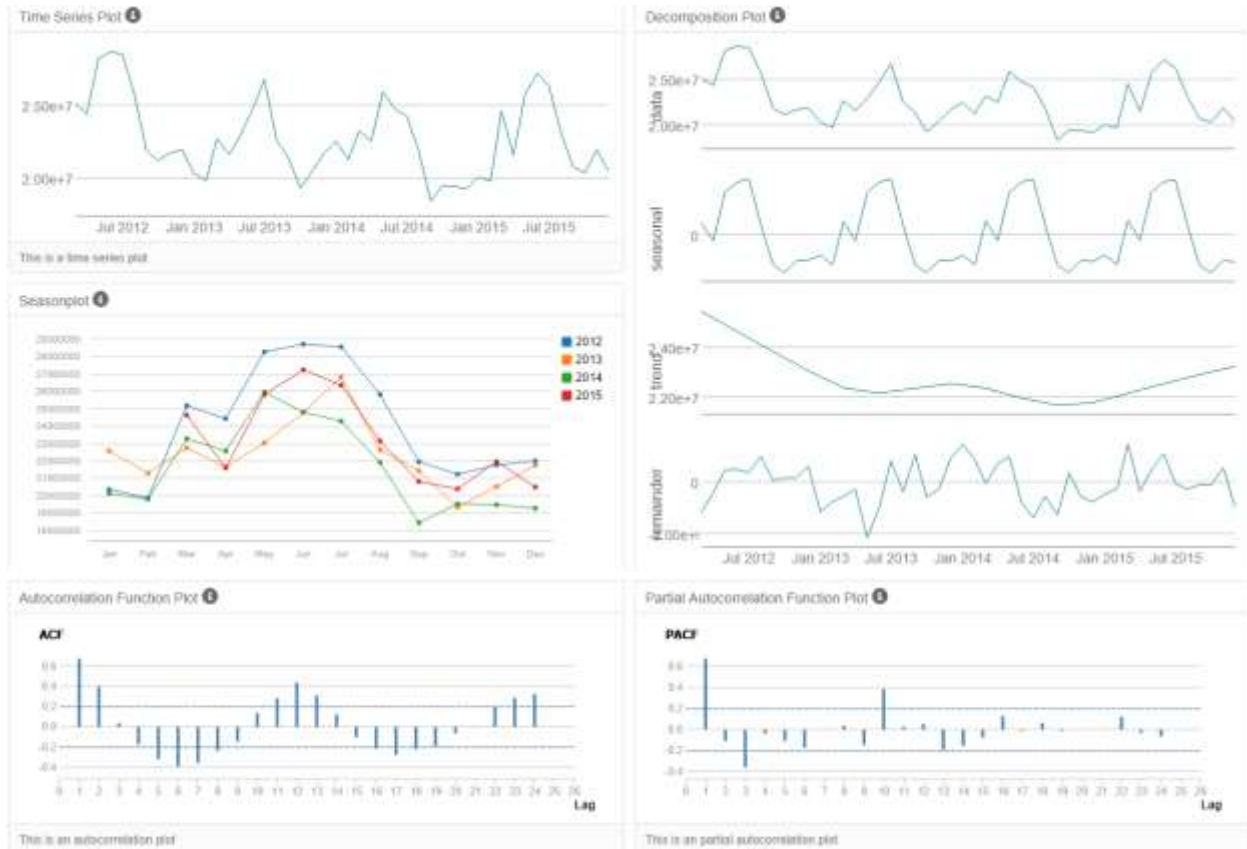 Time Series Plot
2.50e+7
2.00e+7
Jul 2012 Jan 2013 Jul 2013 Jan 2014 Jul 2014 Jan 2015 Jul 2015
This is a time series plot
Seasonplot
2012
2013
2014
2015
Jan Feb Mar Apr May Jun Jul Aug Sep Oct Nov Dec
Autocorrelation Function Plot
ACF
0.6
0.4
0.2
0.0
-0.2
-0.4
0 1 2 3 4 5 6 7 8 9 10 11 12 13 14 15 16 17 18 19 20 21 22 23 24 25 26
Lag
This is an autocorrelation plot
Decomposition Plot
2.50e+7
data
2.00e+7
0
seasonal
2.40e+7
trend
2.20e+7
0
remainder
Jul 2012 Jan 2013 Jul 2013 Jan 2014 Jul 2014 Jan 2015 Jul 2015
Partial Autocorrelation Function Plot
PACF
0.6
0.4
0.2
0.0
-0.2
-0.4
0 1 2 3 4 5 6 7 8 9 10 11 12 13 14 15 16 17 18 19 20 21 22 23 24 25 26
Lag
This is an partial autocorrelation plot